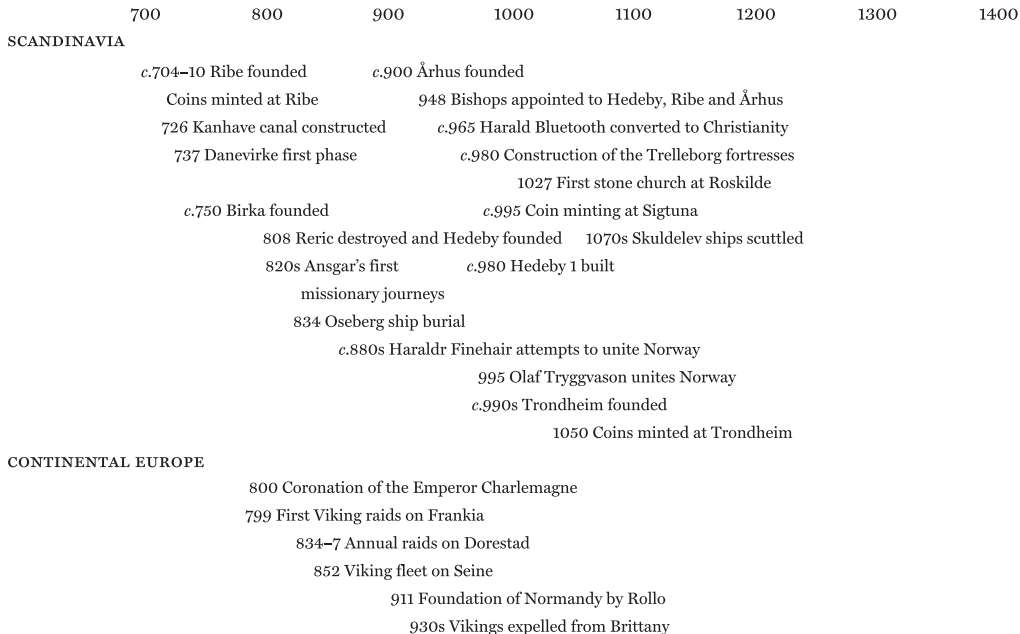 700 800 900 1000 1100 1200 1300 1400
SCANDINAVIA
c.704–10 Ribe founded c.900 Århus founded
Coins minted at Ribe 948 Bishops appointed to Hedeby, Ribe and Århus
726 Kanhave canal constructed c.965 Harald Bluetooth converted to Christianity
737 Danevirke first phase c.980 Construction of the Trelleborg fortresses
1027 First stone church at Roskilde
c.750 Birka founded c.995 Coin minting at Sigtuna
808 Reric destroyed and Hedeby founded 1070s Skuldelev ships scuttled
820s Ansgar’s first c.980 Hedeby 1 built
missionary journeys
834 Oseberg ship burial
c.880s Haraldr Finehair attempts to unite Norway
995 Olaf Tryggvason unites Norway
c.990s Trondheim founded
1050 Coins minted at Trondheim
CONTINENTAL EUROPE
800 Coronation of the Emperor Charlemagne
799 First Viking raids on Frankia
834–7 Annual raids on Dorestad
852 Viking fleet on Seine
911 Foundation of Normandy by Rollo
930s Vikings expelled from Brittany